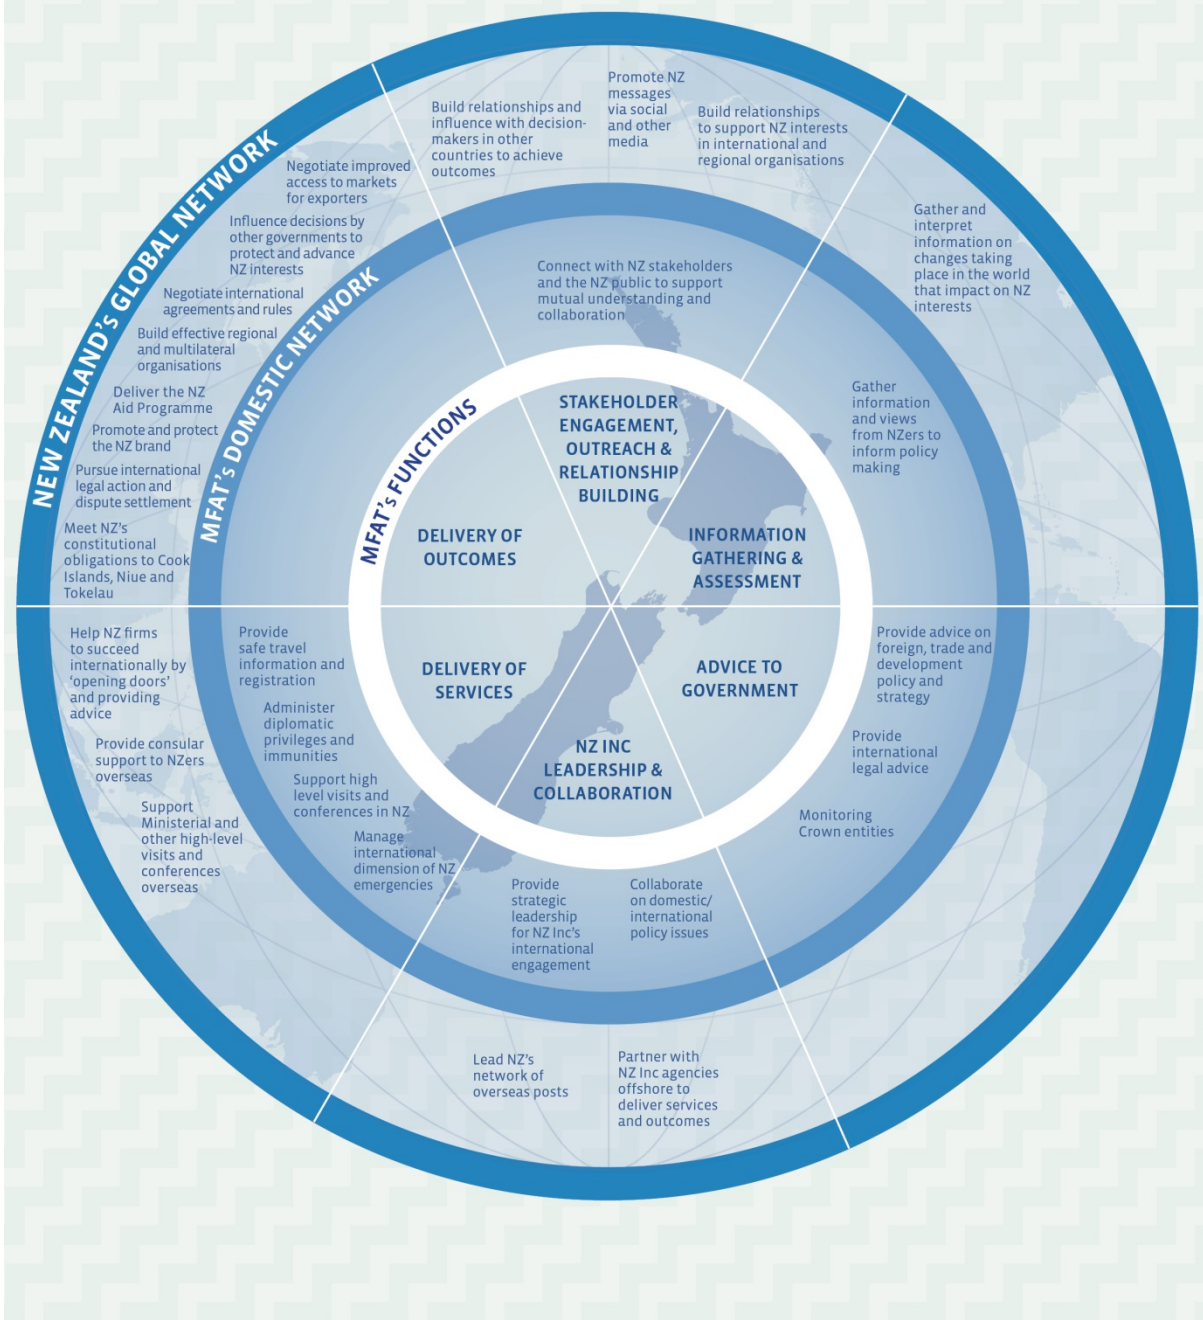 NEW ZEALAND's GLOBAL NETWORK
MFAT's DOMESTIC NETWORK
MFAT's FUNCTIONS
Build relationships and
influence with decision-
makers in other
countries to achieve
outcomes
Promote NZ
messages
via social
and other
media
Build relationships
to support NZ interests
in international and
regional organisations
Connect with NZ stakeholders
and the NZ public to support
mutual understanding and
collaboration
STAKEHOLDER
ENGAGEMENT,
OUTREACH &
RELATIONSHIP
BUILDING
Gather and
interpret
information on
changes taking
place in the world
that impact on NZ
interests
Gather
information
and views
from NZers to
inform policy
making
INFORMATION
GATHERING &
ASSESSMENT
Negotiate improved
access to markets
for exporters
Influence decisions by
other governments to
protect and advance
NZ interests
Negotiate international
agreements and rules
Build effective regional
and multilateral
organisations
Deliver the NZ
Aid Programme
Promote and protect
the NZ brand
Pursue international
legal action and
dispute settlement
Meet NZ's
constitutional
obligations to Cook
Islands, Niue and
Tokelau
DELIVERY OF
OUTCOMES
Help NZ firms
to succeed
internationally by
'opening doors'
and providing
advice
Provide consular
support to NZers
overseas
Support
Ministerial and
other high-level
visits and
conferences
overseas
Provide
safe travel
information and
registration
Administer
diplomatic
privileges and
immunities
Support high
level visits and
conferences in NZ
Manage
international
dimension of NZ
emergencies
DELIVERY OF
SERVICES
ADVICE TO
GOVERNMENT
Provide advice on
foreign, trade and
development
policy and
strategy
Provide
international
legal advice
Monitoring
Crown entities
NZ INC
LEADERSHIP &
COLLABORATION
Provide
strategic
leadership
for NZ Inc's
international
engagement
Collaborate
on domestic/
international
policy issues
Lead NZ's
network of
overseas posts
Partner with
NZ Inc agencies
offshore to
deliver services
and outcomes